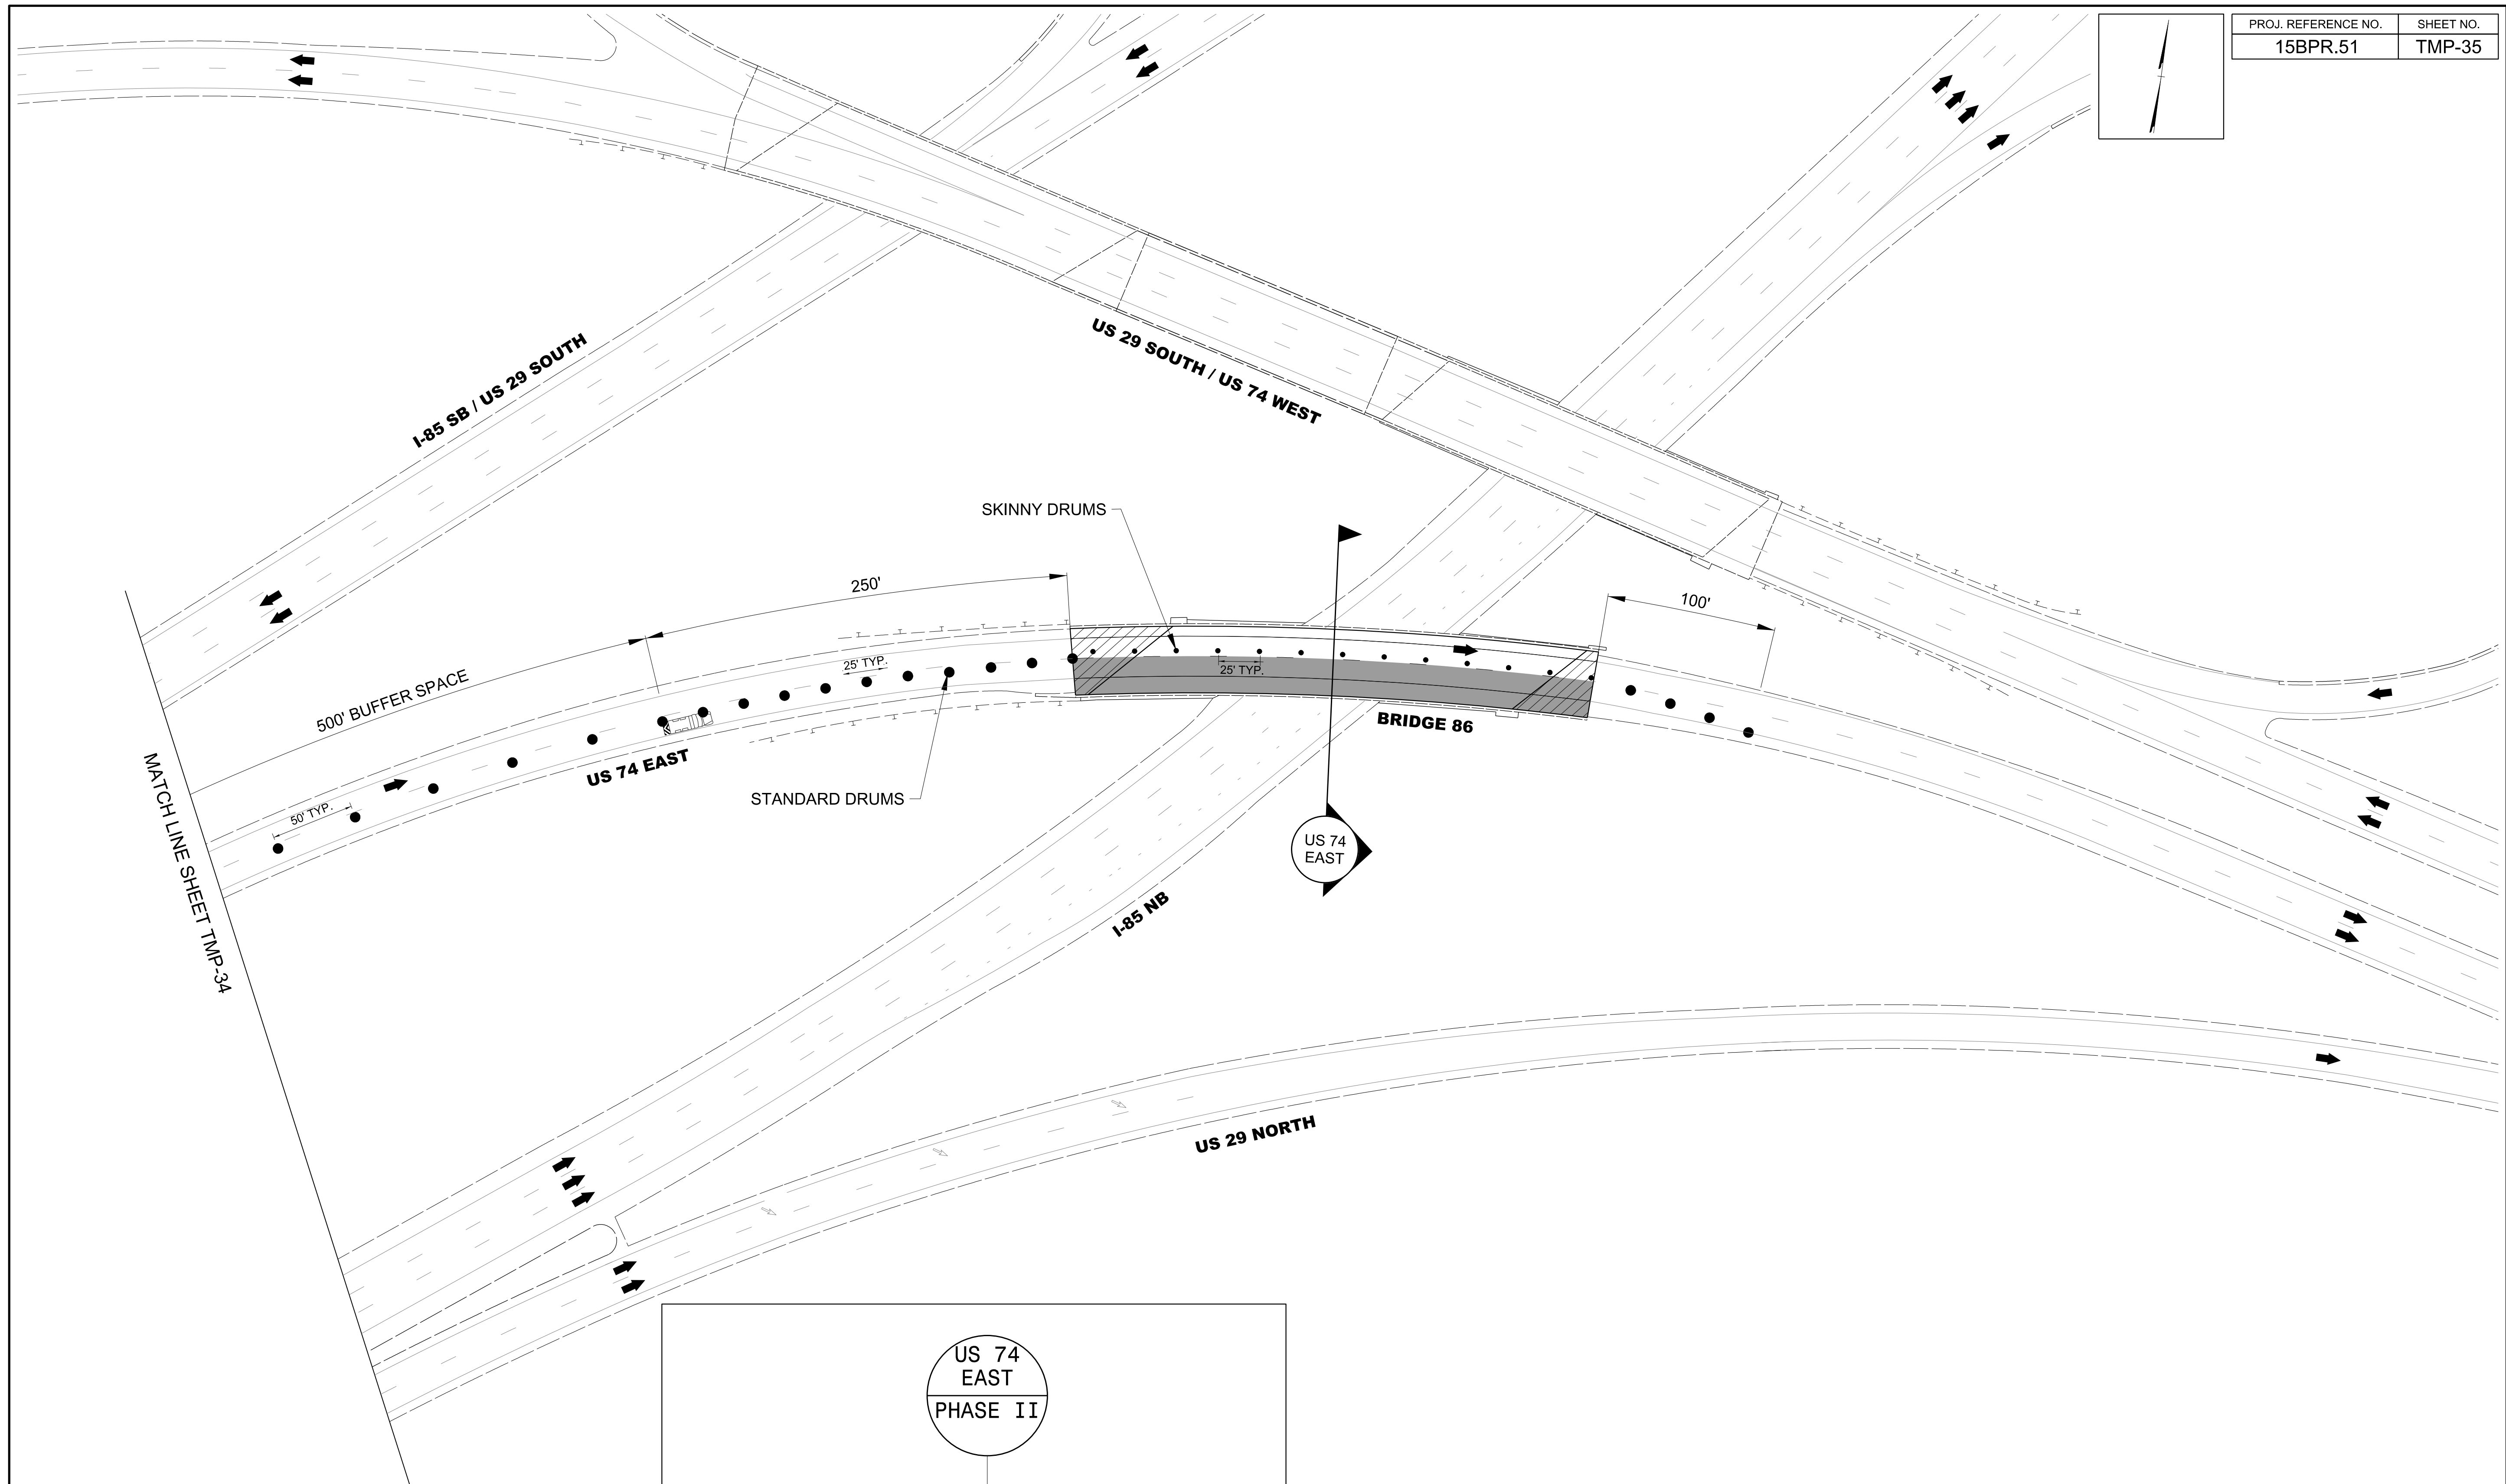 PROJ. REFERENCE NO.
SHEET NO.
15BPR.51
TMP-35
I-85 SB / US 29 SOUTH
US 29 SOUTH / US 74 WEST
SKINNY DRUMS
250'
100'
500' BUFFER SPACE
25' TYP.
25' TYP.
BRIDGE 86
US 74 EAST
STANDARD DRUMS
50' TYP.
MATCH LINE SHEET TMP-34
US 74
EAST
I-85 NB
US 29 NORTH
US 74
EAST
PHASE II